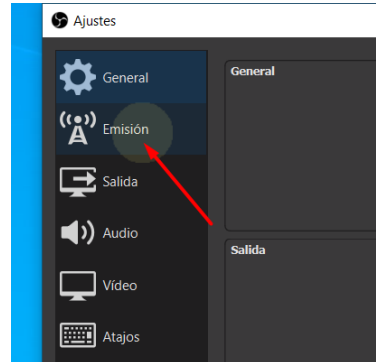 Ajustes
General
Emisión
Salida
Audio
Vídeo
Atajos
General
Salida